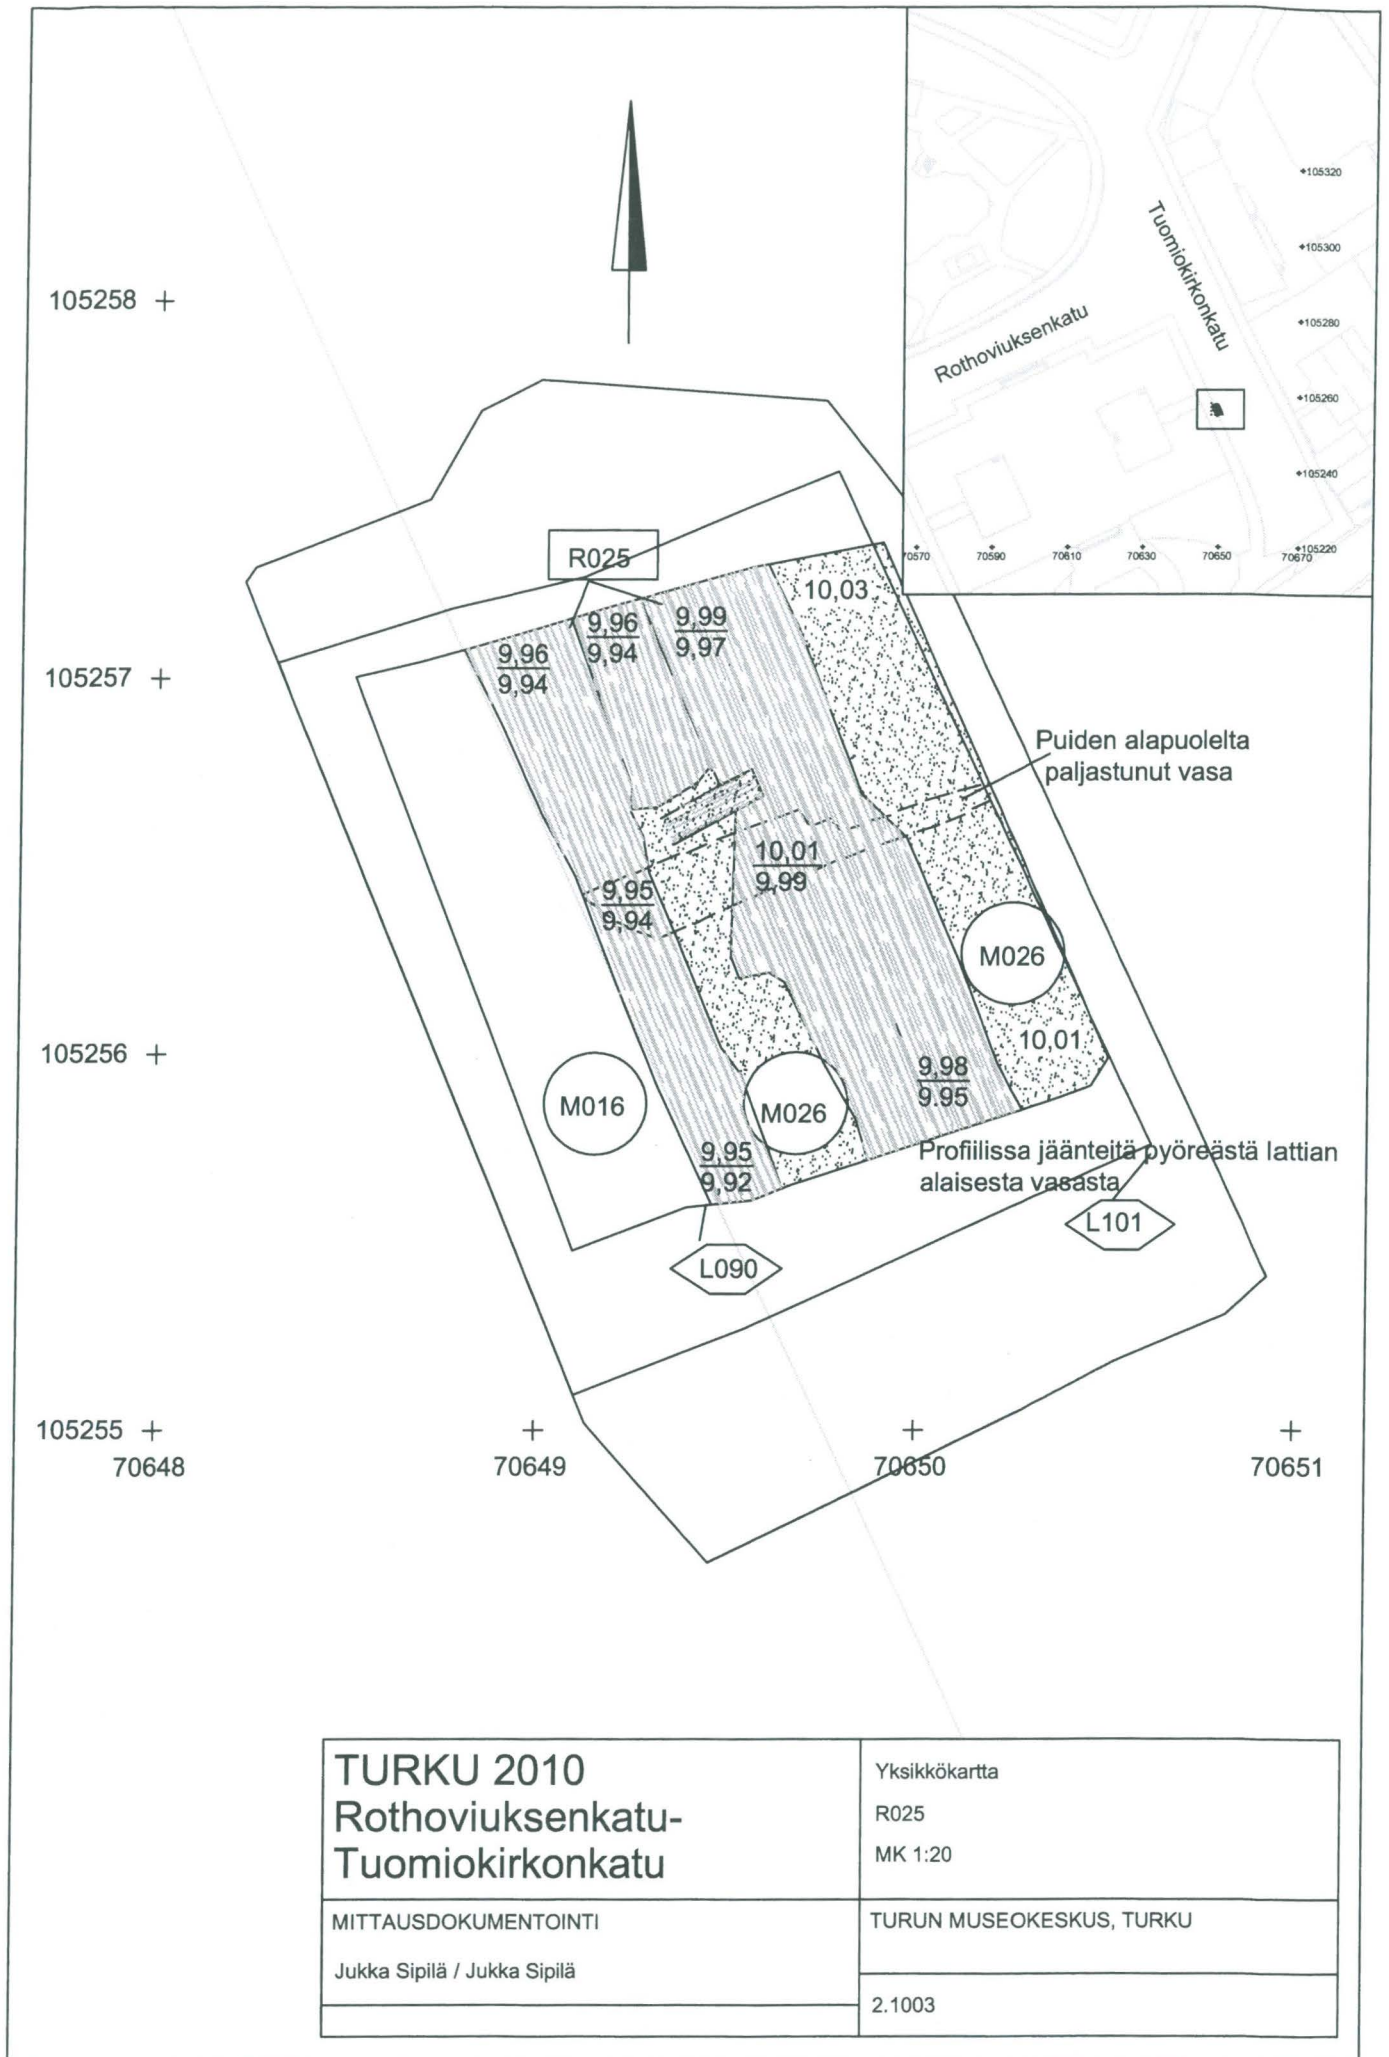 105320
105300
105280
105260
105240
105220
70570
70590
70610
70630
70650
70670
Tuomiokirkonkatu
Rothoviuksenkatu
105258
105257
105256
105255
70648
70649
70650
70651
R025
10,03
9,96
9,94
9,96
9,94
9,99
9,97
Puiden alapuolelta
paljastunut vasa
10,01
9,99
9,95
9,94
M026
10,01
9,98
9.95
M016
M026
9,95
9,92
Profiilissa jäänteitä pyöreästä lattian
alaisesta vasasta
L101
L090
TURKU 2010
Rothoviuksenkatu-
Tuomiokirkonkatu
Yksikkökartta
R025
MK 1:20
MITTAUSDOKUMENTOINTI
Jukka Sipilä / Jukka Sipilä
TURUN MUSEOKESKUS, TURKU
2.1003